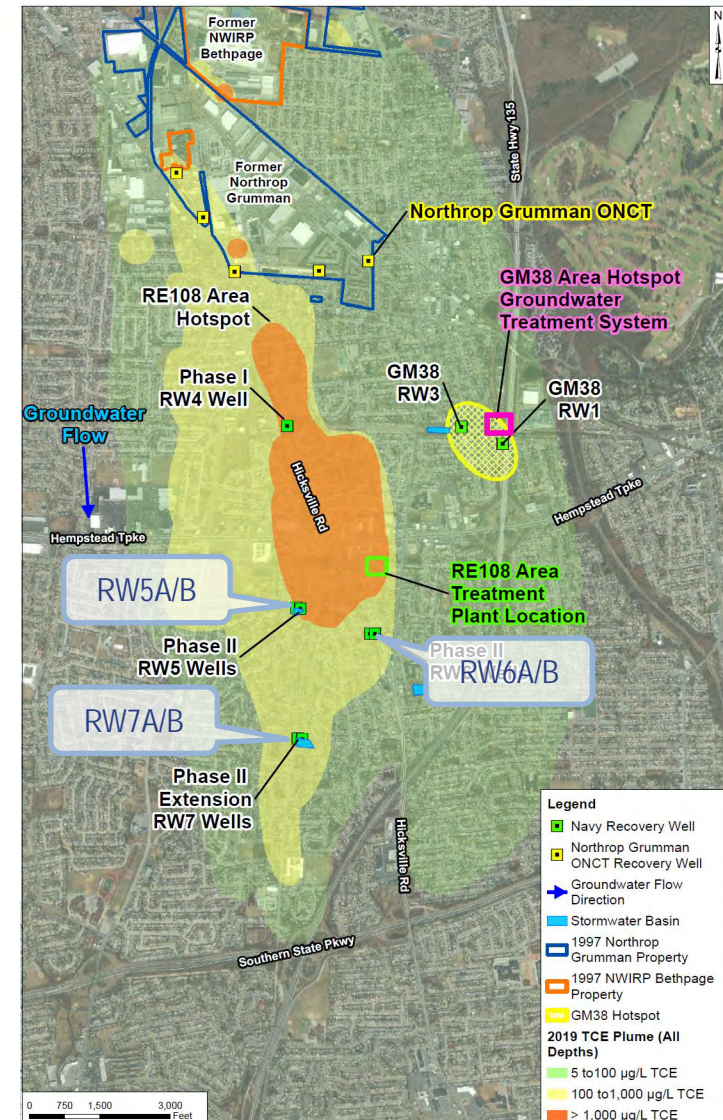 N
Former
NWIRP
Bethpage
State Hwy 135
Former
Northrop
Grumman
Northrop Grumman ONCT
GM38 Area Hotspot
Groundwater
Treatment System
RE108 Area
Hotspot
GM38
RW3
GM38
RW1
Phase I
RW4 Well
Groundwater
Flow
Hicksville Rd
Hempstead Tpke
Hempstead Tpke
RE108 Area
Treatment
Plant Location
RW5A/B
Phase II
RW5 Wells
Phase II
RW6A/B
RW7A/B
Phase II
Extension
RW7 Wells
Hicksville Rd
Southern State Pkwy
Legend
Navy Recovery Well
Northrop Grumman
ONCT Recovery Well
Groundwater Flow
Direction
Stormwater Basin
1997 Northrop
Grumman Property
1997 NWIRP Bethpage
Property
GM38 Hotspot
2019 TCE Plume (All
Depths)
5 to100 µg/L TCE
100 to1,000 µg/L TCE
> 1,000 µg/L TCE
0 750 1,500 3,000
Feet